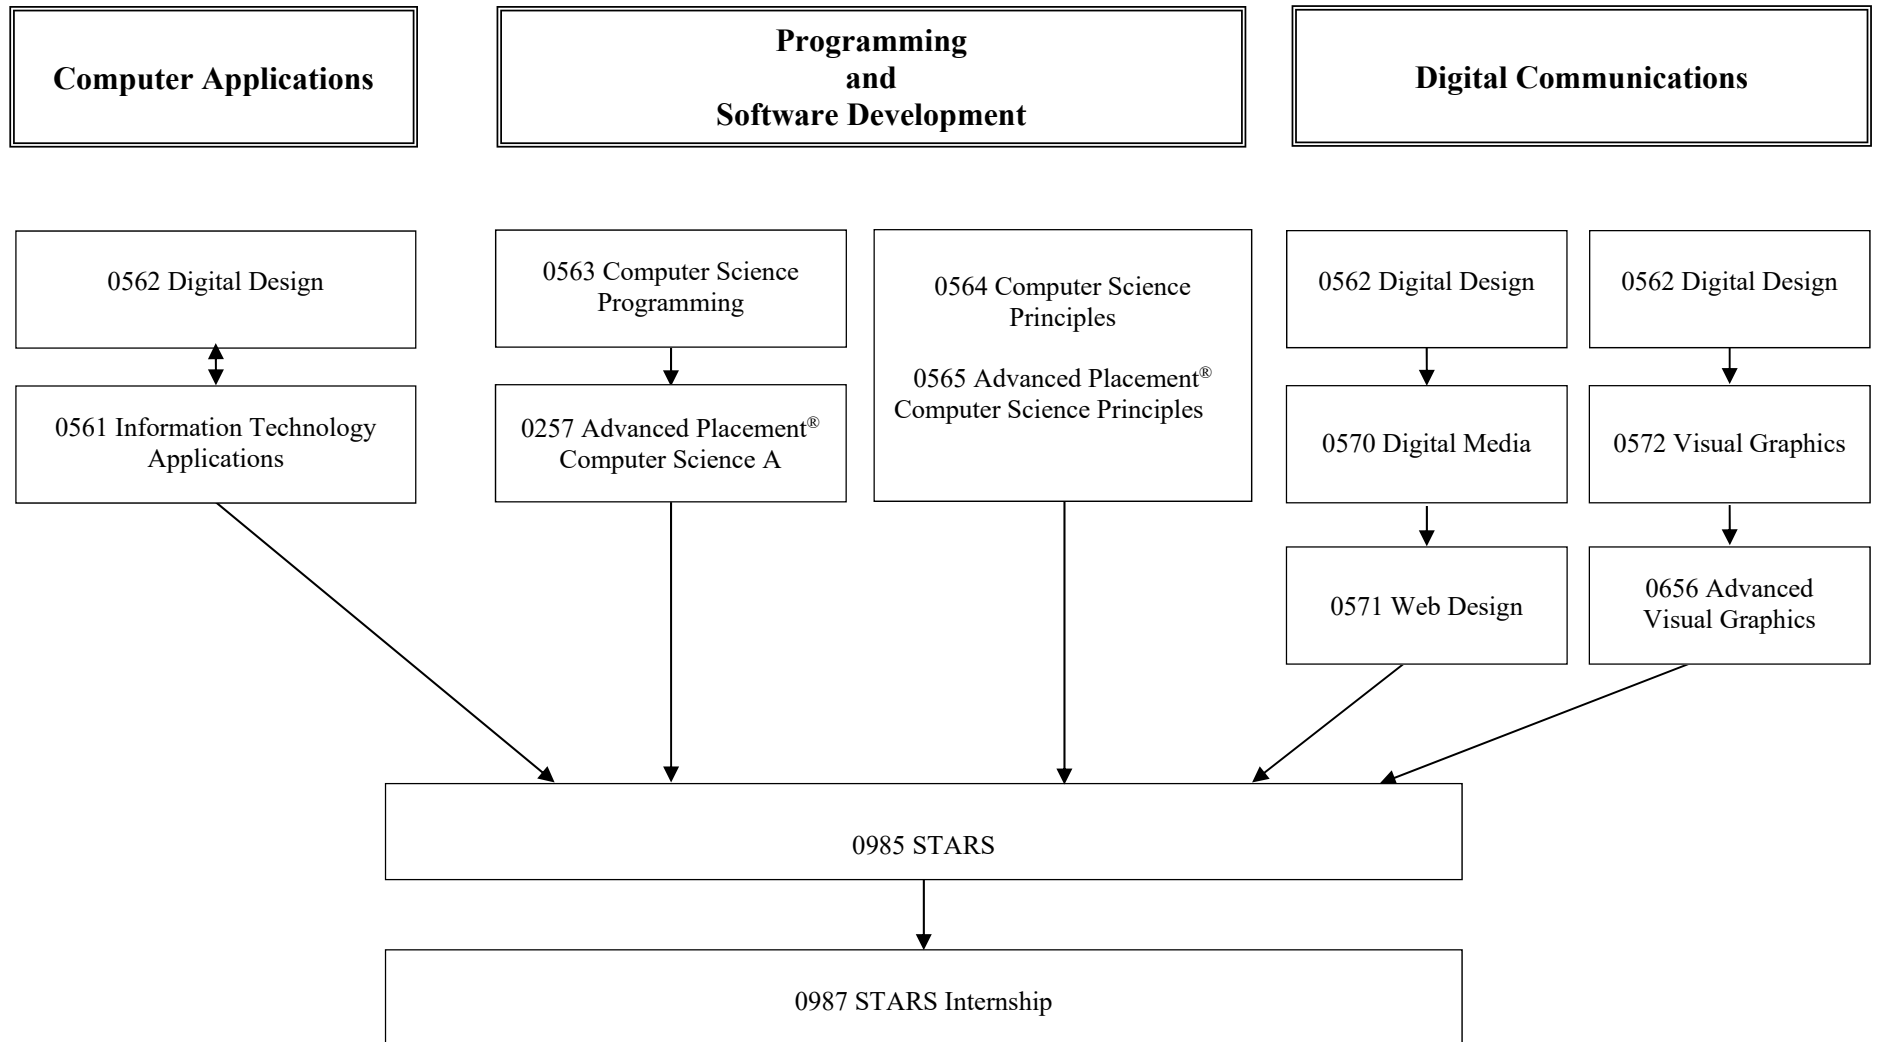 Computer Applications
Programming
and
Software Development
Digital Communications
0562 Digital Design
0563 Computer Science
Programming
0564 Computer Science
Principles
0565 Advanced Placement®
Computer Science Principles
0562 Digital Design
0562 Digital Design
0561 Information Technology
Applications
0257 Advanced Placement®
Computer Science A
0570 Digital Media
0572 Visual Graphics
0571 Web Design
0656 Advanced
Visual Graphics
0985 STARS
0987 STARS Internship